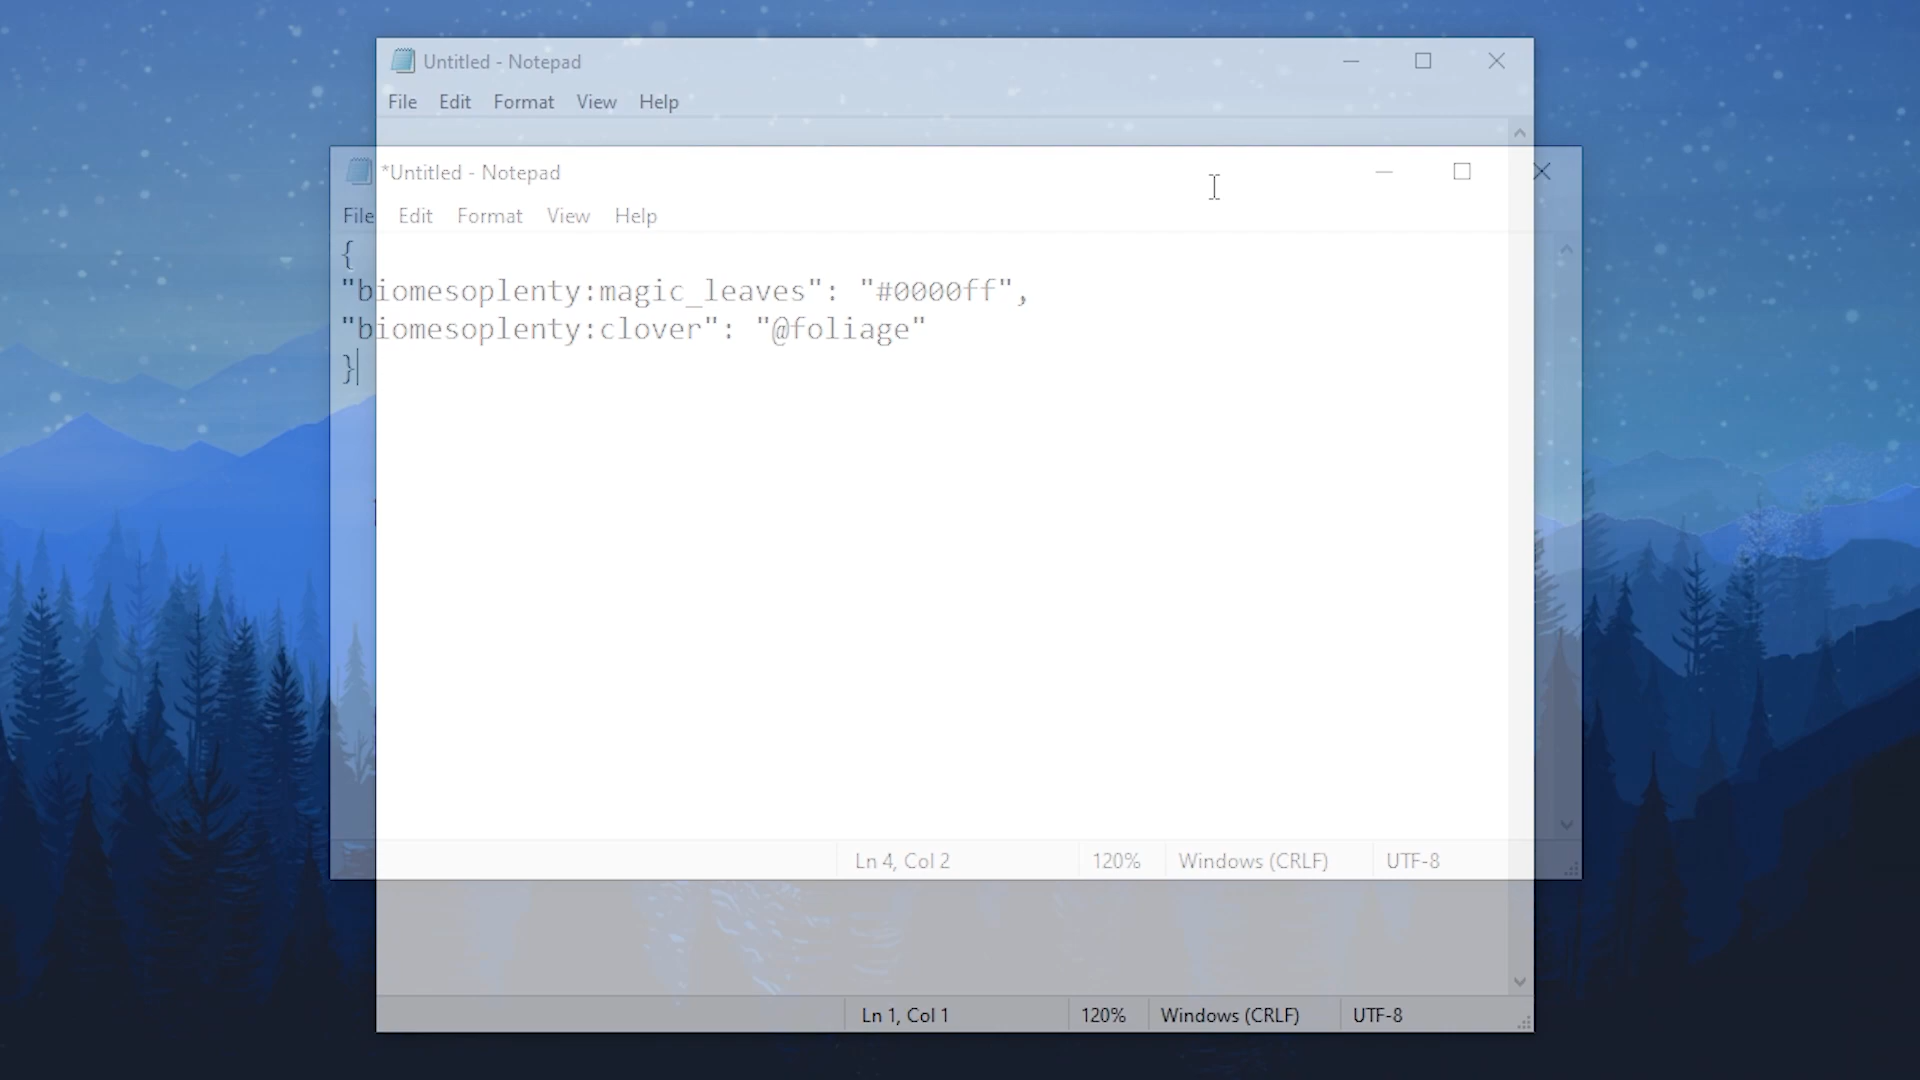 Untitled - Notepad
File Edit Format View Help
*Untitled - Notepad
File Edit Format View Help
{
"biomesoplenty:magic_leaves": "#0000ff",
"biomesoplenty:clover": "@foliage"
}
Ln 4, Col 2 120% Windows (CRLF) UTF-8
Ln 1, Col 1 120% Windows (CRLF) UTF-8